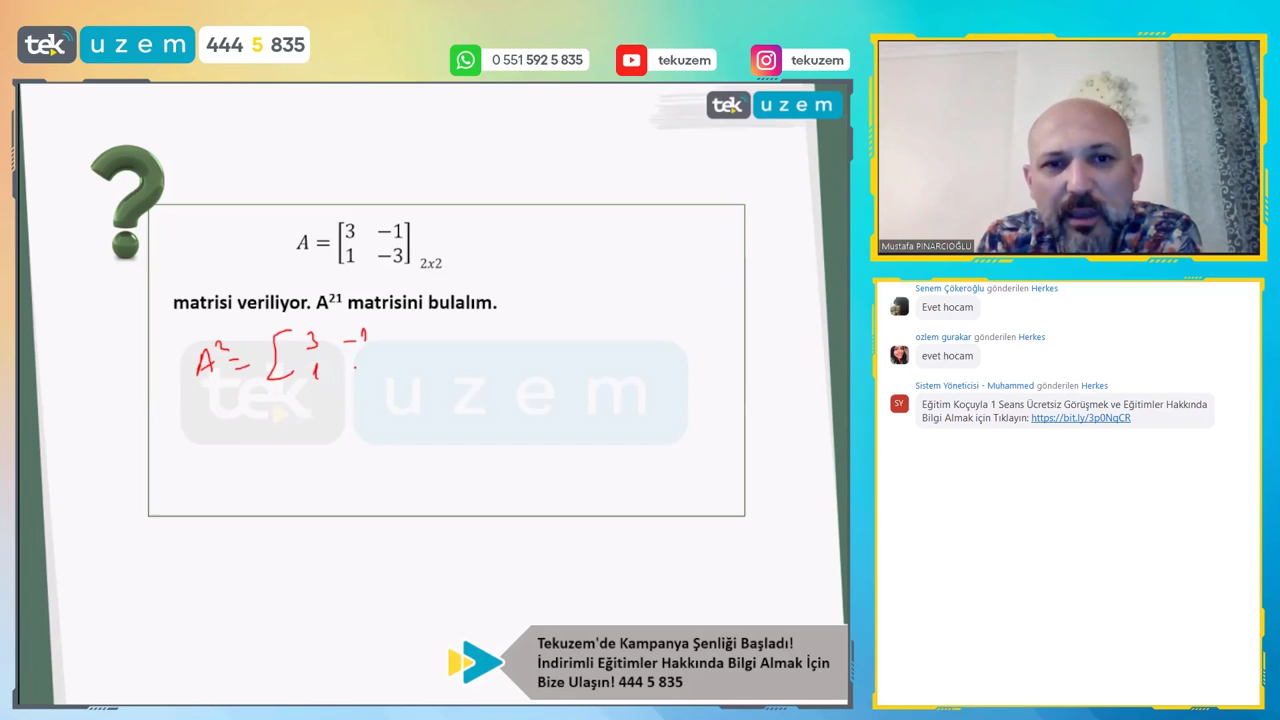 tek uzem 444 5 835
0 551 592 5 835
tekuzem
tekuzem
tek uzem
A = [3 −1
1 −3] 2x2
matrisi veriliyor. A²¹ matrisini bulalım.
A² = [3 −1
1
tek uzem
Tekuzem'de Kampanya Şenliği Başladı!
İndirimli Eğitimler Hakkında Bilgi Almak İçin
Bize Ulaşın! 444 5 835
Mustafa PINARCIOĞLU
Senem Çökeroğlu gönderilen Herkes
Evet hocam
ozlem gurakar gönderilen Herkes
evet hocam
Sistem Yöneticisi - Muhammed gönderilen Herkes
SY
Eğitim Koçuyla 1 Seans Ücretsiz Görüşmek ve Eğitimler Hakkında
Bilgi Almak için Tıklayın: https://bit.ly/3p0NqCR